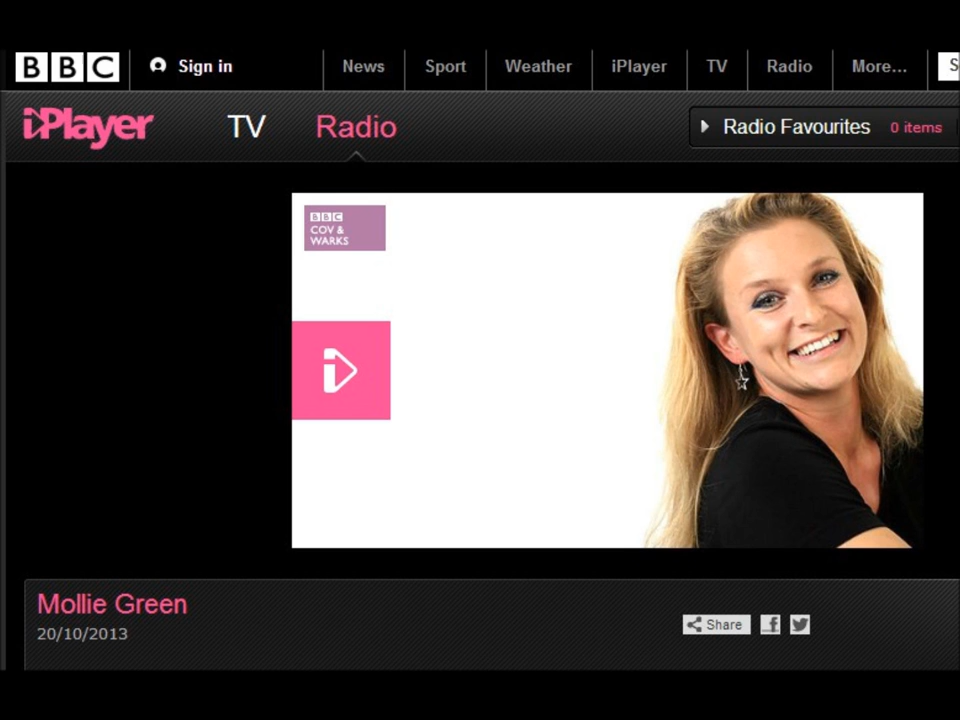 BBC Sign in News Sport Weather iPlayer TV Radio More... S
iPlayer TV Radio Radio Favourites 0 items
BBC
COV &
WARKS
Mollie Green
20/10/2013
Share